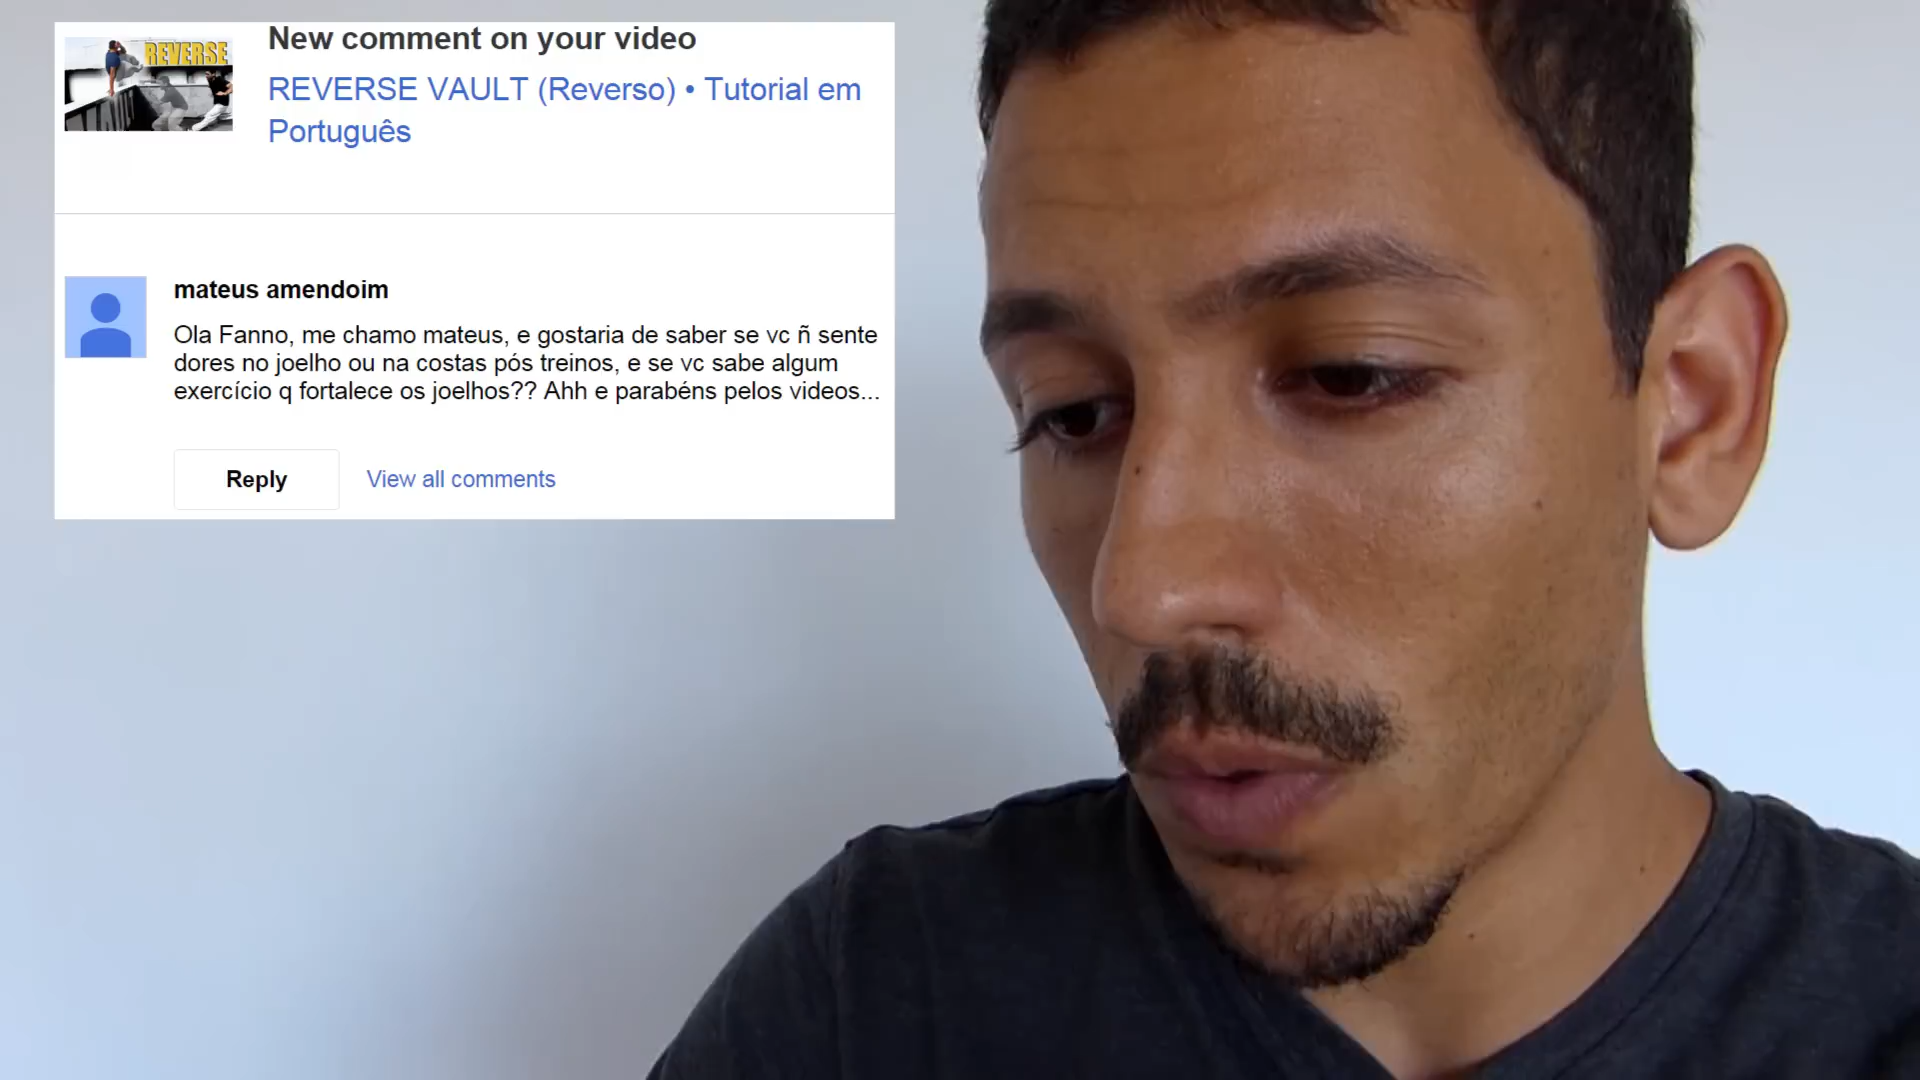 REVERSE
New comment on your video
REVERSE VAULT (Reverso) • Tutorial em
Português
mateus amendoim
Ola Fanno, me chamo mateus, e gostaria de saber se vc ñ sente
dores no joelho ou na costas pós treinos, e se vc sabe algum
exercício q fortalece os joelhos?? Ahh e parabéns pelos videos...
Reply
View all comments